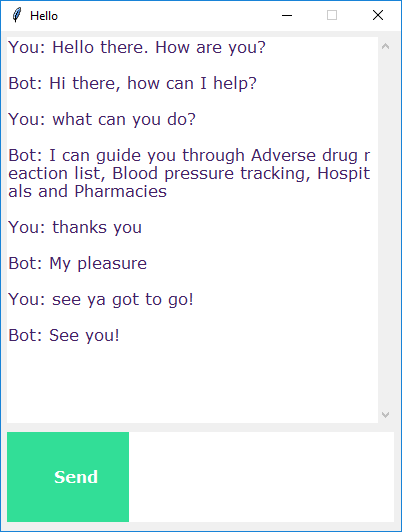 Hello
You: Hello there. How are you?
Bot: Hi there, how can I help?
You: what can you do?
Bot: I can guide you through Adverse drug r
eaction list, Blood pressure tracking, Hospit
als and Pharmacies
You: thanks you
Bot: My pleasure
You: see ya got to go!
Bot: See you!
Send